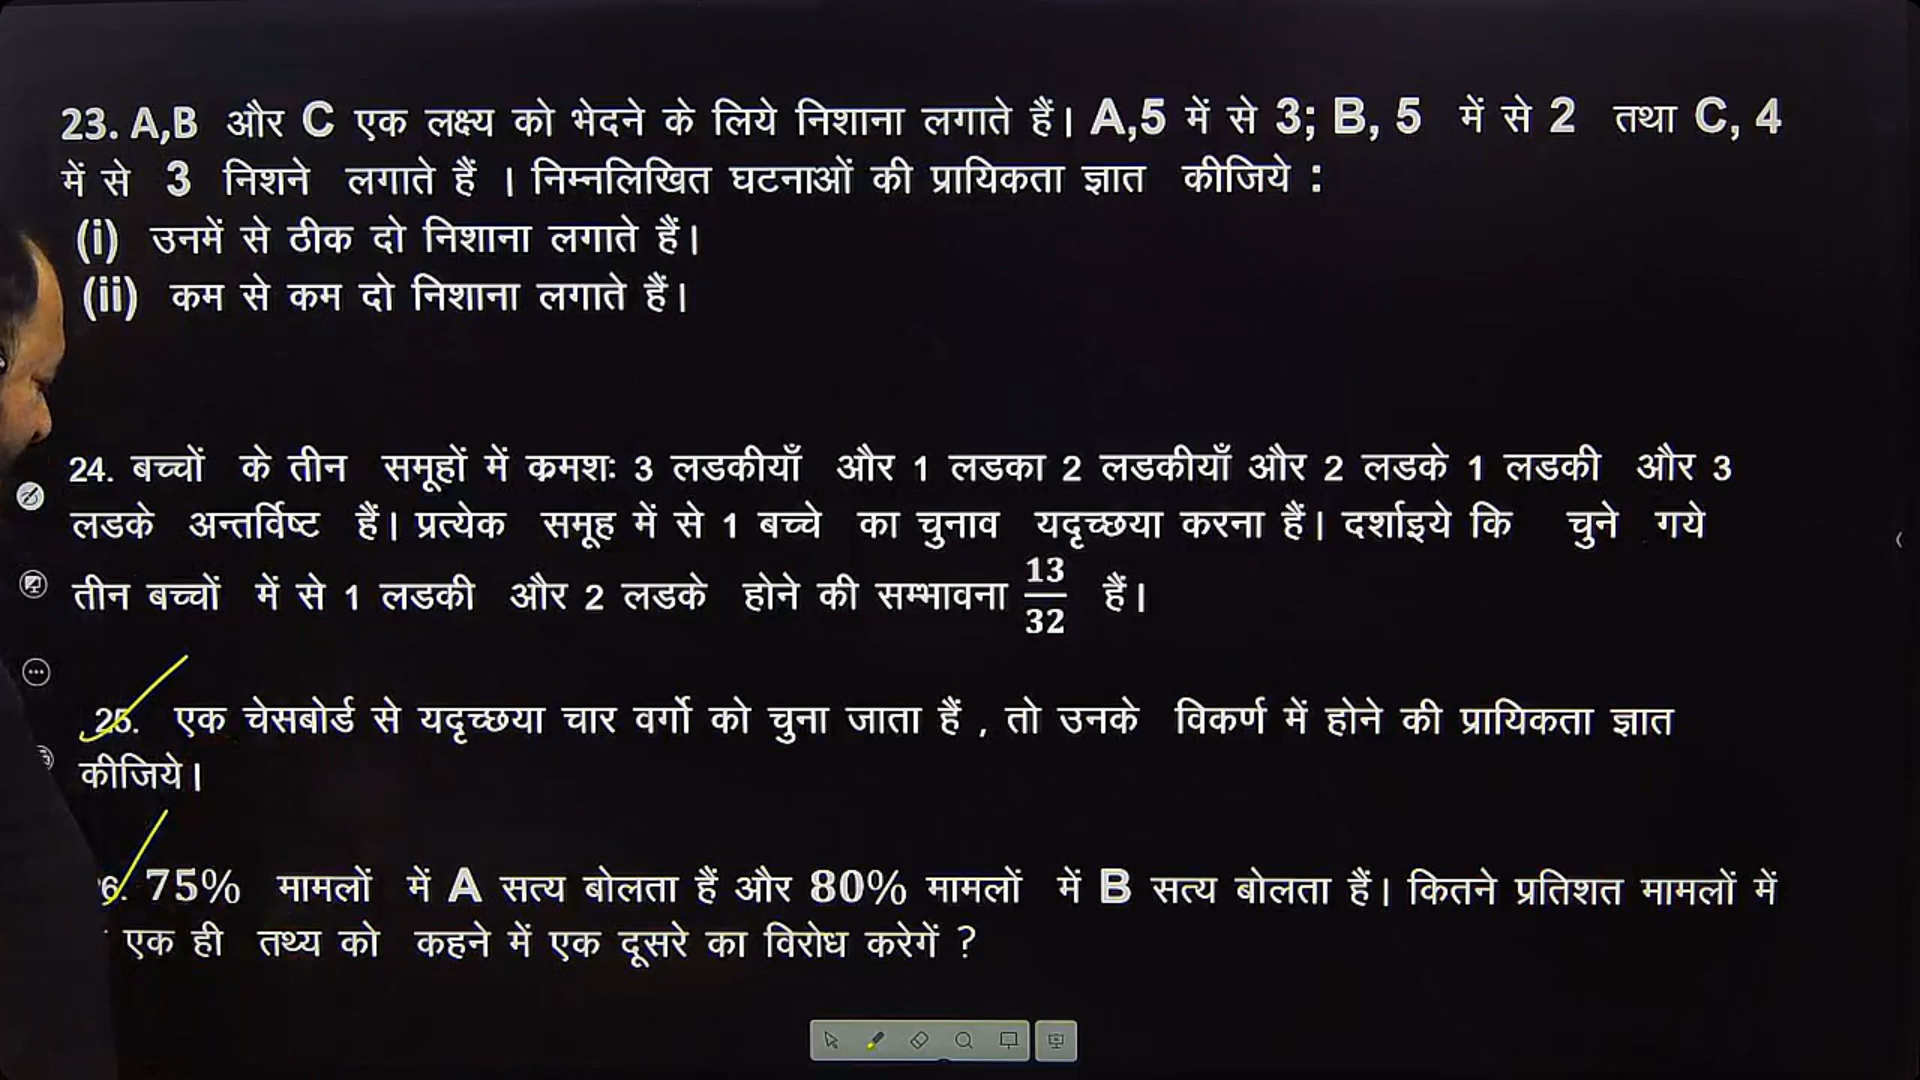 23. A,B और C एक लक्ष्य को भेदने के लिये निशाना लगाते हैं। A,5 में से 3; B, 5 में से 2 तथा C, 4
में से 3 निशने लगाते हैं । निम्नलिखित घटनाओं की प्रायिकता ज्ञात कीजिये :
(i) उनमें से ठीक दो निशाना लगाते हैं।
(ii) कम से कम दो निशाना लगाते हैं।
24. बच्चों के तीन समूहों में क्रमशः 3 लडकीयाँ और 1 लडका 2 लडकीयाँ और 2 लडके 1 लडकी और 3
लडके अन्तर्विष्ट हैं। प्रत्येक समूह में से 1 बच्चे का चुनाव यदृच्छया करना हैं। दर्शाइये कि चुने गये
तीन बच्चों में से 1 लडकी और 2 लडके होने की सम्भावना 13/32 हैं।
25. एक चेसबोर्ड से यदृच्छया चार वर्गो को चुना जाता हैं , तो उनके विकर्ण में होने की प्रायिकता ज्ञात
कीजिये।
6. 75% मामलों में A सत्य बोलता हैं और 80% मामलों में B सत्य बोलता हैं। कितने प्रतिशत मामलों में
एक ही तथ्य को कहने में एक दूसरे का विरोध करेगें ?